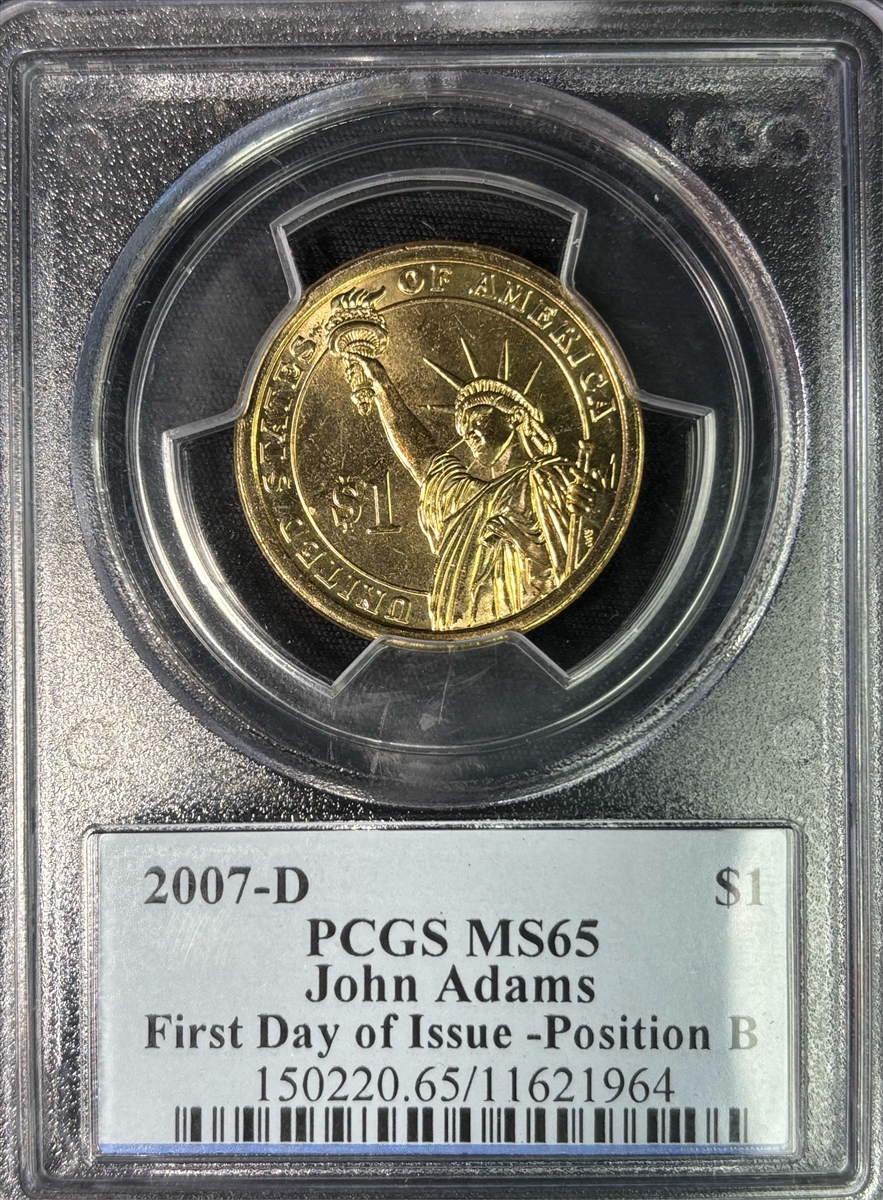 UNITED STATES OF AMERICA
$1
2007-D $1
PCGS MS65
John Adams
First Day of Issue -Position B
150220.65/11621964